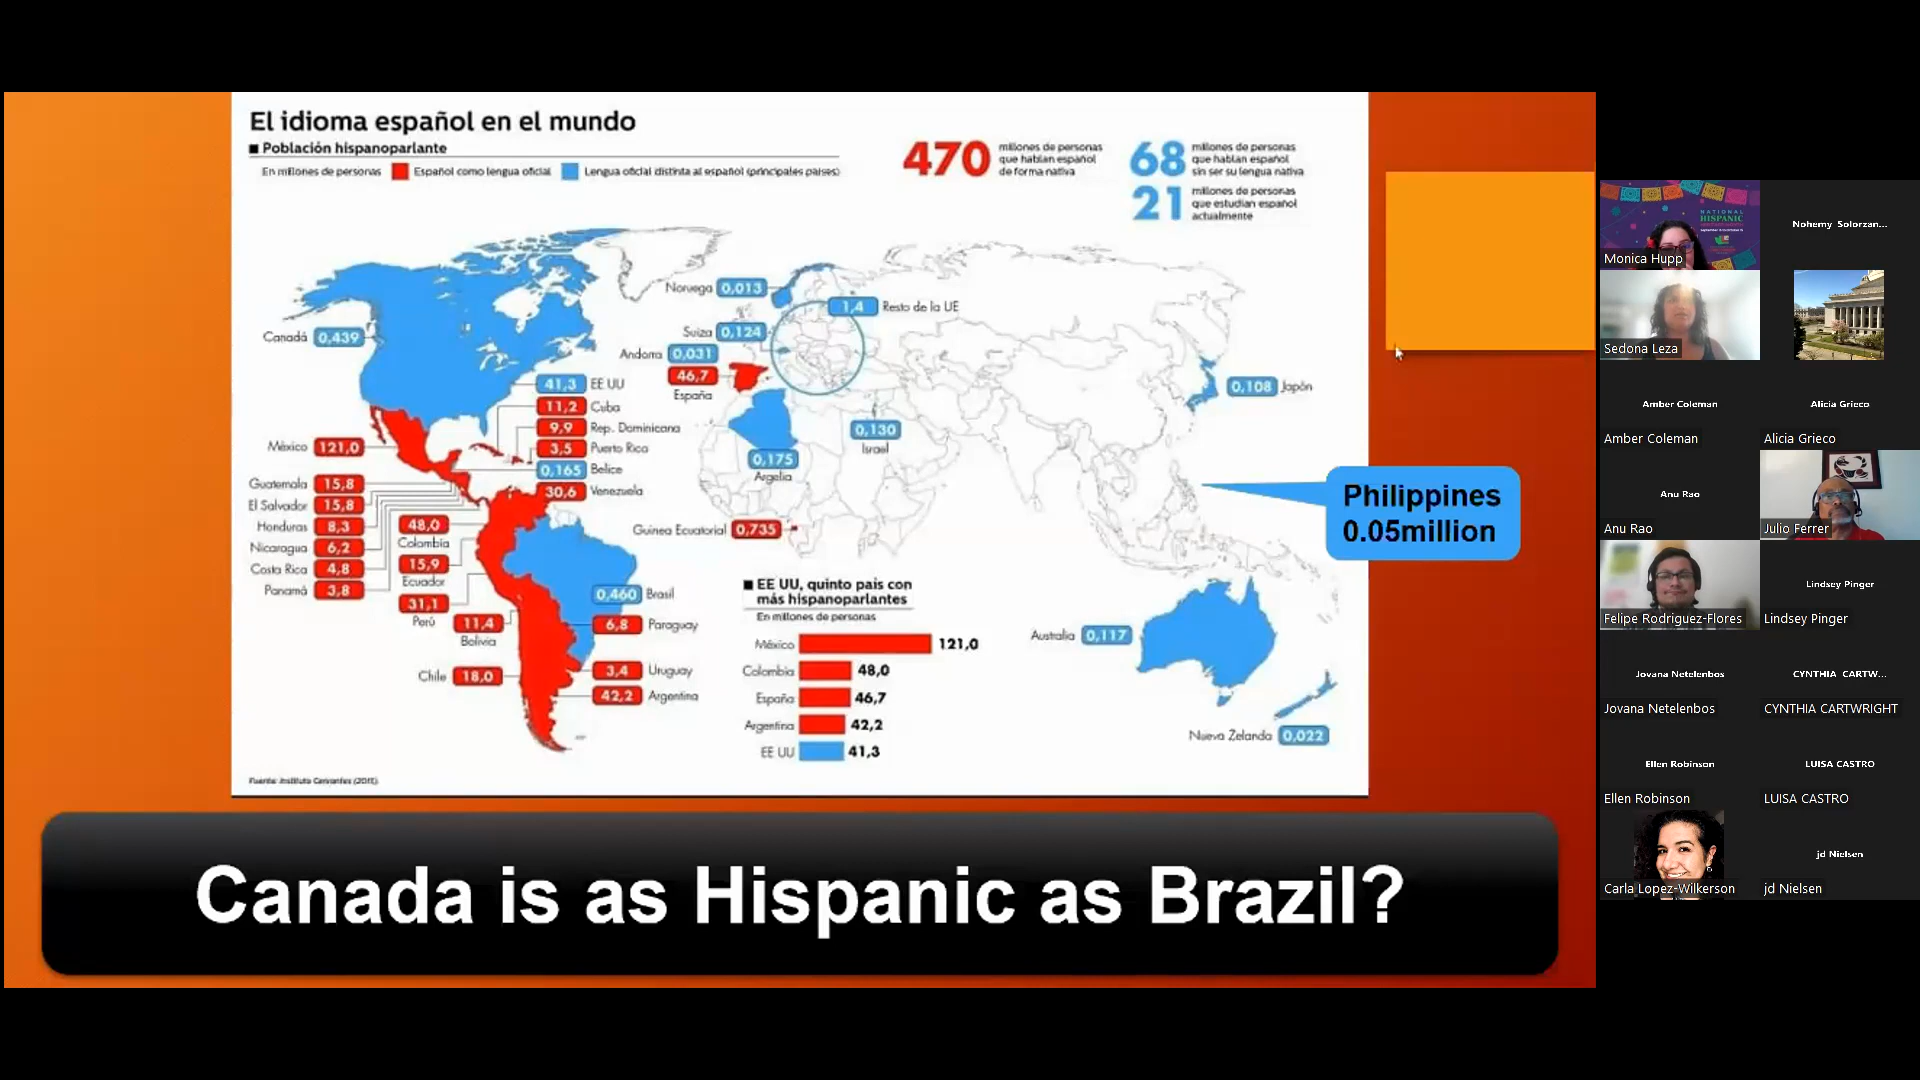 El idioma español en el mundo
Población hispanoparlante
En millones de personas
Español como lengua oficial
Lengua oficial distinta al español (principales países)
470
millones de personas
que hablan español
de forma nativa
68
millones de personas
que hablan español
sin ser su lengua nativa
21
millones de personas
que estudian español
actualmente
Canadá 0,439
Noruega 0,013
1,4 Resto de la UE
Suiza 0,124
Andorra 0,031
46,7
España
41,3 EE UU
11,2 Cuba
9,9 Rep. Dominicana
3,5 Puerto Rico
0,165 Belice
30,6 Venezuela
México 121,0
Guatemala 15,8
El Salvador 15,8
Honduras 8,3
Nicaragua 6,2
Costa Rica 4,8
Panamá 3,8
48,0
Colombia
15,9
Ecuador
31,1
Perú
11,4
Bolivia
Chile 18,0
0,460 Brasil
6,8 Paraguay
3,4 Uruguay
42,2 Argentina
0,175
Argelia
0,130
Israel
Guinea Ecuatorial 0,735
0,108 Japón
Philippines
0.05million
Australia 0,117
Nueva Zelanda 0,022
EE UU, quinto país con
más hispanoparlantes
En millones de personas
México 121,0
Colombia 48,0
España 46,7
Argentina 42,2
EE UU 41,3
Fuente: Instituto Cervantes (2015).
Canada is as Hispanic as Brazil?
NATIONAL
HISPANIC
Monica Hupp
Nohemy Solorzan...
Sedona Leza
Amber Coleman
Amber Coleman
Alicia Grieco
Alicia Grieco
Anu Rao
Anu Rao
Julio Ferrer
Felipe Rodriguez-Flores
Lindsey Pinger
Lindsey Pinger
Jovana Netelenbos
Jovana Netelenbos
CYNTHIA CARTW...
CYNTHIA CARTWRIGHT
Ellen Robinson
Ellen Robinson
LUISA CASTRO
LUISA CASTRO
Carla Lopez-Wilkerson
jd Nielsen
jd Nielsen